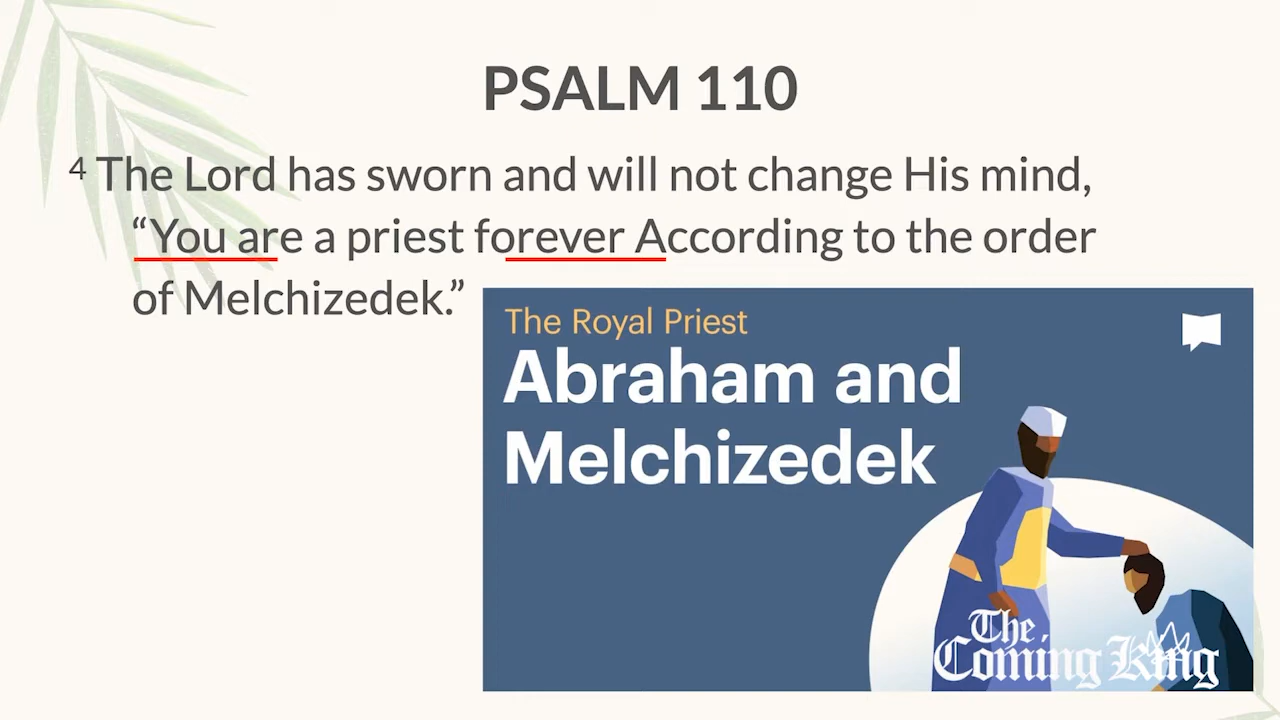 PSALM 110
4 The Lord has sworn and will not change His mind,
“You are a priest forever According to the order
of Melchizedek.”
The Royal Priest
Abraham and
Melchizedek
The
Coming King